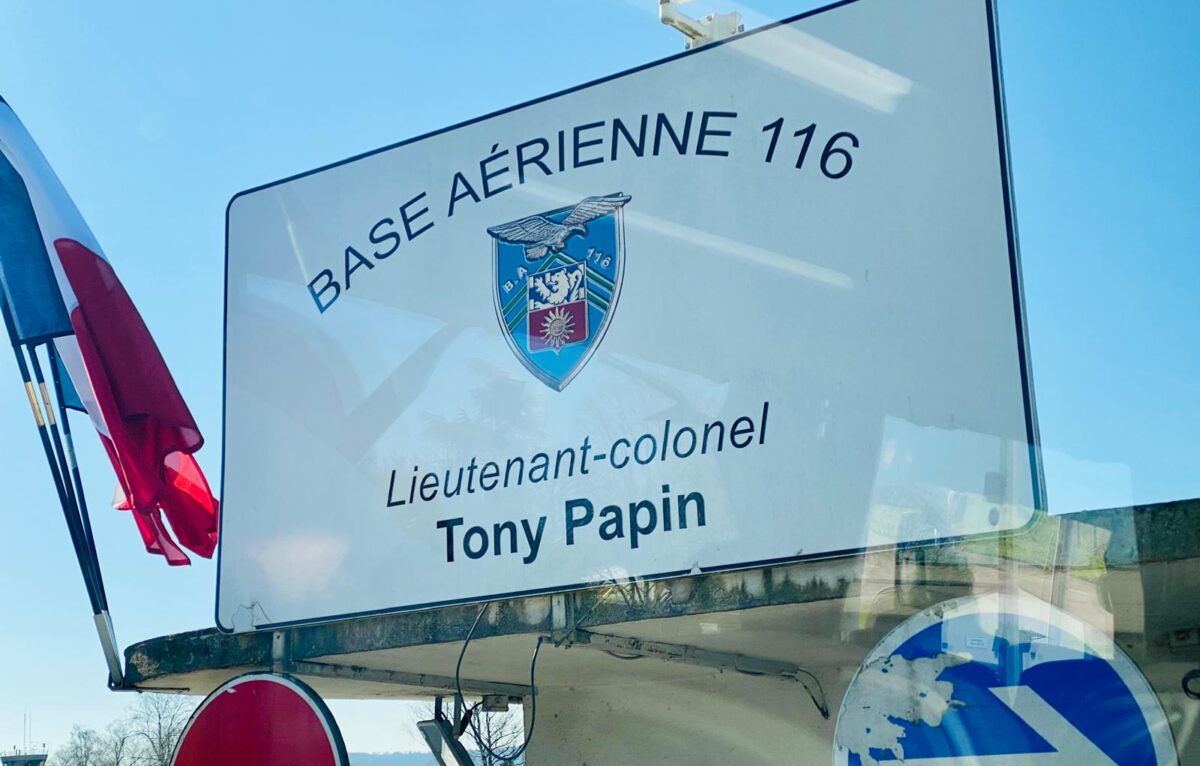 BASE AÉRIENNE 116
B.A 116
Lieutenant-colonel
Tony Papin